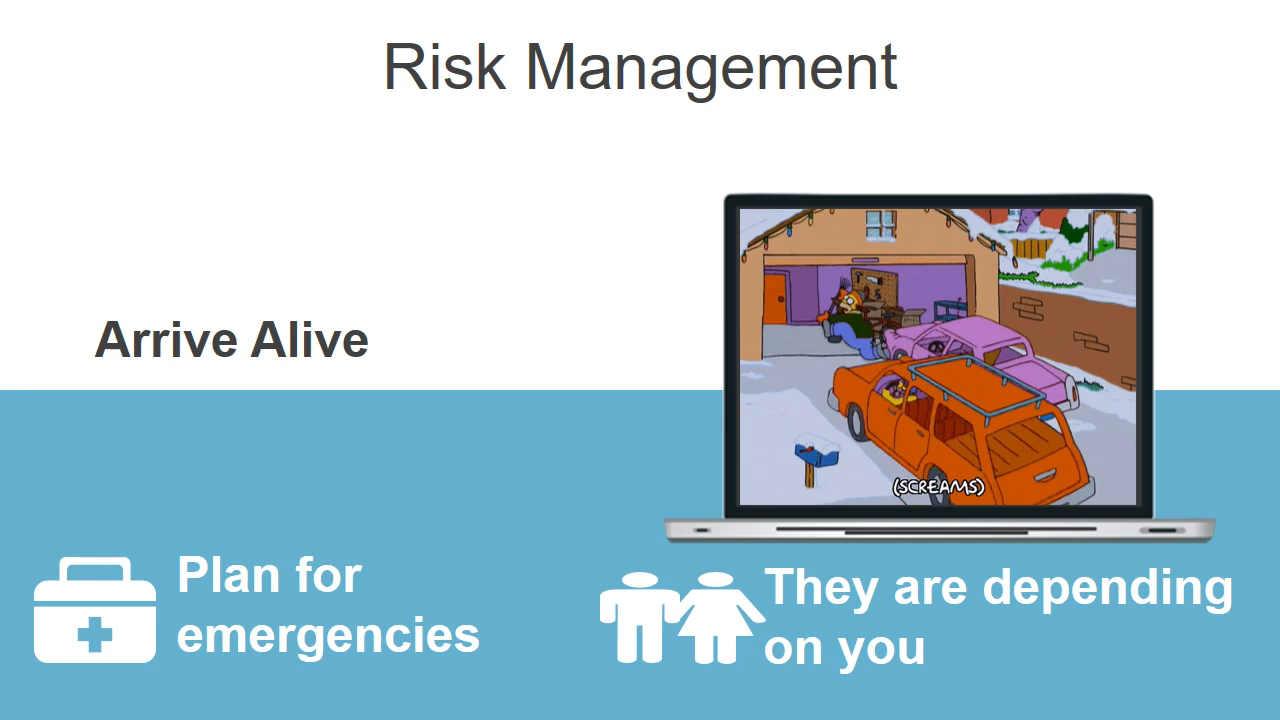 Risk Management
Arrive Alive
(SCREAMS)
Plan for
emergencies
They are depending
on you